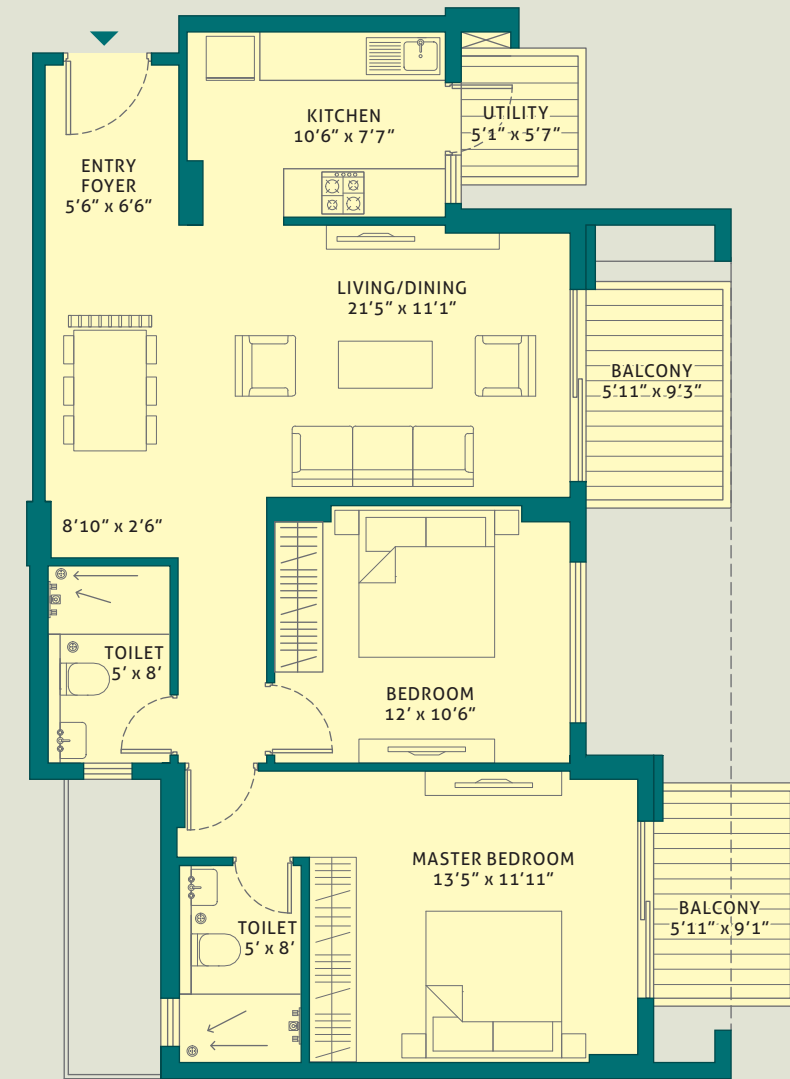 KITCHEN
10'6" x 7'7"
UTILITY
5'1" x 5'7"
ENTRY
FOYER
5'6" x 6'6"
LIVING/DINING
21'5" x 11'1"
BALCONY
5'11" x 9'3"
8'10" x 2'6"
TOILET
5' x 8'
BEDROOM
12' x 10'6"
MASTER BEDROOM
13'5" x 11'11"
TOILET
5' x 8'
BALCONY
5'11" x 9'1"